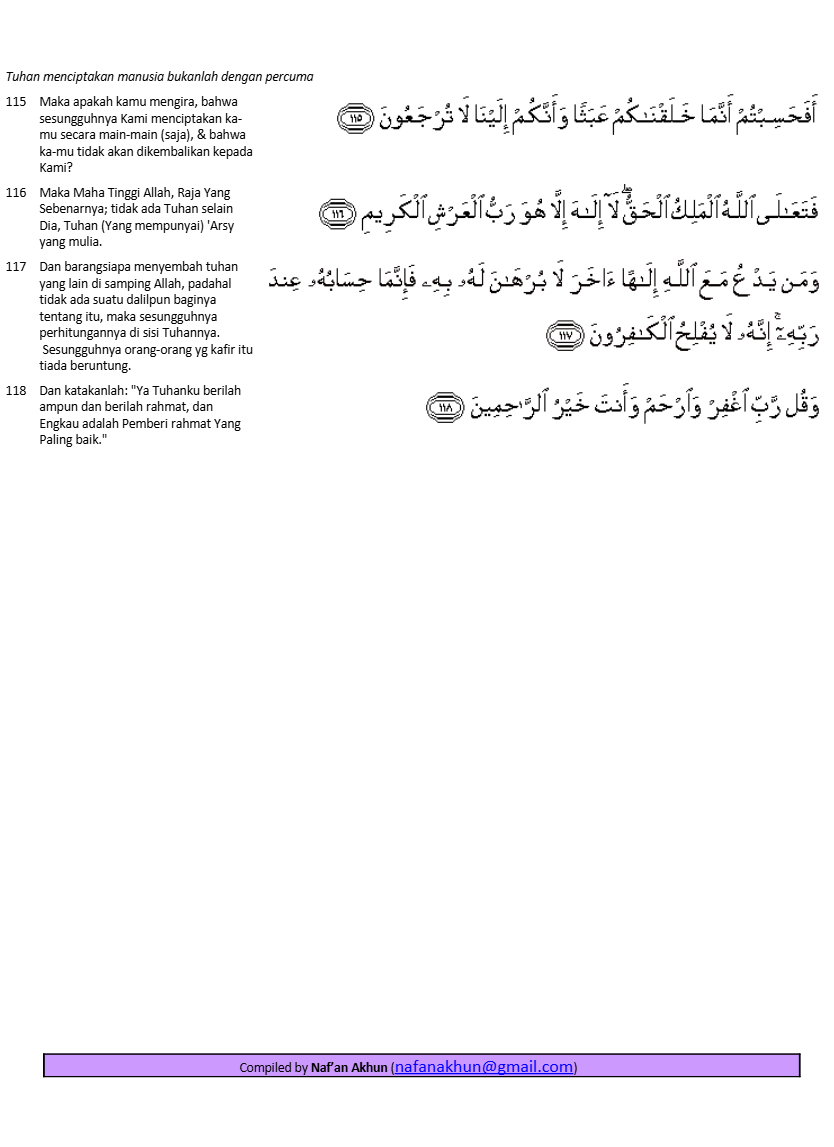 Tuhan menciptakan manusia bukanlah dengan percuma
115 Maka apakah kamu mengira, bahwa
sesungguhnya Kami menciptakan ka-
mu secara main-main (saja), & bahwa
ka-mu tidak akan dikembalikan kepada
Kami?
أَفَحَسِبْتُمْ أَنَّمَا خَلَقْنَـٰكُمْ عَبَثًا وَأَنَّكُمْ إِلَيْنَا لَا تُرْجَعُونَ ﴿١١٥﴾
116 Maka Maha Tinggi Allah, Raja Yang
Sebenarnya; tidak ada Tuhan selain
Dia, Tuhan (Yang mempunyai) 'Arsy
yang mulia.
فَتَعَـٰلَى ٱللَّهُ ٱلْمَلِكُ ٱلْحَقُّ ۖ لَآ إِلَـٰهَ إِلَّا هُوَ رَبُّ ٱلْعَرْشِ ٱلْكَرِيمِ ﴿١١٦﴾
117 Dan barangsiapa menyembah tuhan
yang lain di samping Allah, padahal
tidak ada suatu dalilpun baginya
tentang itu, maka sesungguhnya
perhitungannya di sisi Tuhannya.
Sesungguhnya orang-orang yg kafir itu
tiada beruntung.
وَمَن يَدْعُ مَعَ ٱللَّهِ إِلَـٰهًا ءَاخَرَ لَا بُرْهَـٰنَ لَهُۥ بِهِۦ فَإِنَّمَا حِسَابُهُۥ عِندَ
رَبِّهِۦٓ ۚ إِنَّهُۥ لَا يُفْلِحُ ٱلْكَـٰفِرُونَ ﴿١١٧﴾
118 Dan katakanlah: "Ya Tuhanku berilah
ampun dan berilah rahmat, dan
Engkau adalah Pemberi rahmat Yang
Paling baik."
وَقُل رَّبِّ ٱغْفِرْ وَٱرْحَمْ وَأَنتَ خَيْرُ ٱلرَّٰحِمِينَ ﴿١١٨﴾
Compiled by Naf’an Akhun (nafanakhun@gmail.com)